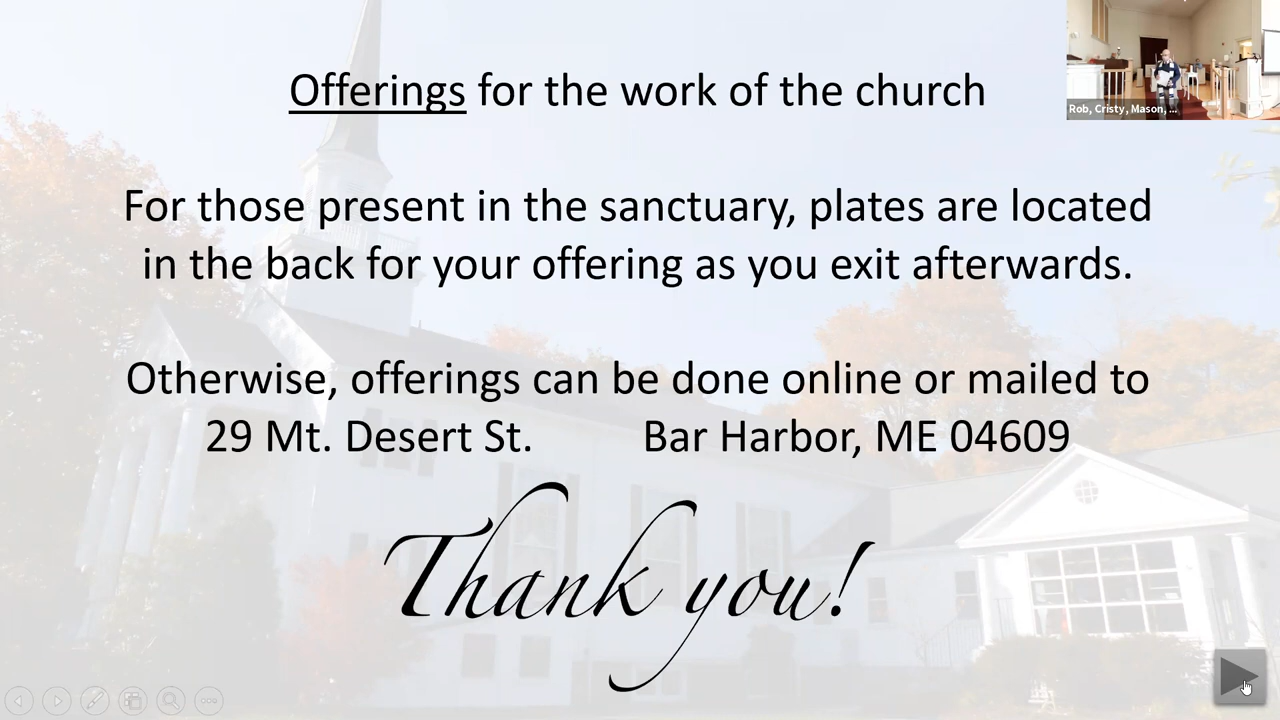 Offerings for the work of the church
Rob, Cristy, Mason, ...
For those present in the sanctuary, plates are located
in the back for your offering as you exit afterwards.
Otherwise, offerings can be done online or mailed to
29 Mt. Desert St. Bar Harbor, ME 04609
Thank you!